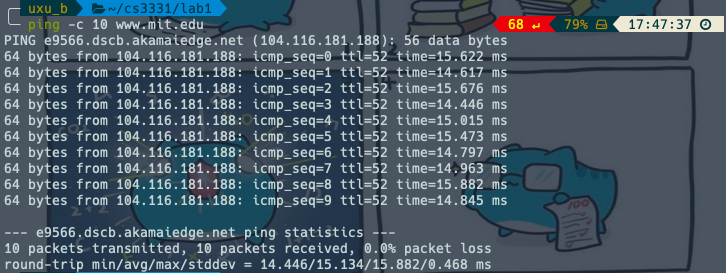 uxu_b ~/cs3331/lab1
ping -c 10 www.mit.edu 68 ↵ 79% 17:47:37
PING e9566.dscb.akamaiedge.net (104.116.181.188): 56 data bytes
64 bytes from 104.116.181.188: icmp_seq=0 ttl=52 time=15.622 ms
64 bytes from 104.116.181.188: icmp_seq=1 ttl=52 time=14.617 ms
64 bytes from 104.116.181.188: icmp_seq=2 ttl=52 time=15.676 ms
64 bytes from 104.116.181.188: icmp_seq=3 ttl=52 time=14.446 ms
64 bytes from 104.116.181.188: icmp_seq=4 ttl=52 time=15.015 ms
64 bytes from 104.116.181.188: icmp_seq=5 ttl=52 time=15.473 ms
64 bytes from 104.116.181.188: icmp_seq=6 ttl=52 time=14.797 ms
64 bytes from 104.116.181.188: icmp_seq=7 ttl=52 time=14.963 ms
64 bytes from 104.116.181.188: icmp_seq=8 ttl=52 time=15.882 ms
64 bytes from 104.116.181.188: icmp_seq=9 ttl=52 time=14.845 ms
--- e9566.dscb.akamaiedge.net ping statistics ---
10 packets transmitted, 10 packets received, 0.0% packet loss
round-trip min/avg/max/stddev = 14.446/15.134/15.882/0.468 ms